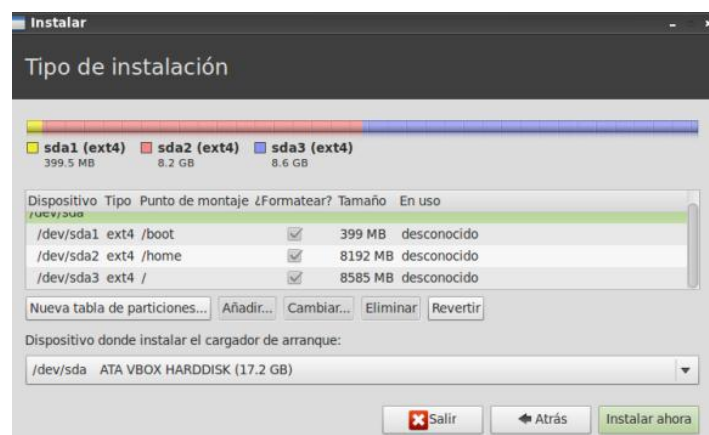 Instalar
Tipo de instalación
sda1 (ext4) sda2 (ext4) sda3 (ext4)
399.5 MB 8.2 GB 8.6 GB
Dispositivo Tipo Punto de montaje ¿Formatear? Tamaño En uso
/dev/sda
/dev/sda1 ext4 /boot 399 MB desconocido
/dev/sda2 ext4 /home 8192 MB desconocido
/dev/sda3 ext4 / 8585 MB desconocido
Nueva tabla de particiones... Añadir... Cambiar... Eliminar Revertir
Dispositivo donde instalar el cargador de arranque:
/dev/sda ATA VBOX HARDDISK (17.2 GB)
Salir Atrás Instalar ahora